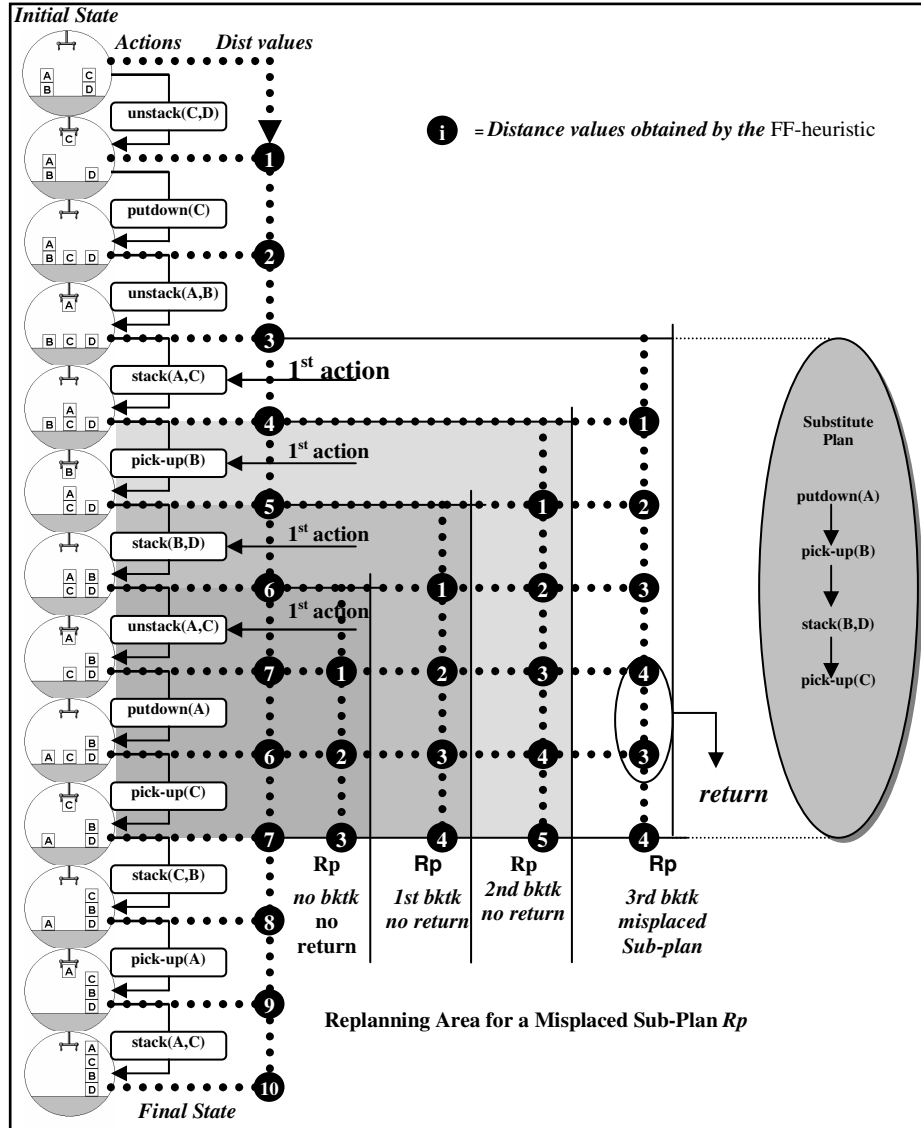 Initial State
Actions Dist values
A C
B D
unstack(C,D)
i = Distance values obtained by the FF-heuristic
C
A
B D
1
putdown(C)
A
B C D
2
unstack(A,B)
A
B C D
3
stack(A,C) 1st action
A
B C D
4 1
Substitute
Plan
pick-up(B) 1st action
B
A
C D
5 1 2
putdown(A)
stack(B,D) 1st action
pick-up(B)
A B
C D
6 1 2 3
unstack(A,C) 1st action
stack(B,D)
A
B
C D
7 1 2 3 4
pick-up(C)
putdown(A)
B
A C D
6 2 3 4 3
return
pick-up(C)
C
B
A D
7 3 4 5 4
Rp Rp Rp Rp
no bktk 1st bktk 2nd bktk 3rd bktk
no no return no return misplaced
return Sub-plan
stack(C,B)
C
B
A D
8
pick-up(A)
A
C
B
D
9
Replanning Area for a Misplaced Sub-Plan Rp
stack(A,C)
A
C
B
D
10
Final State